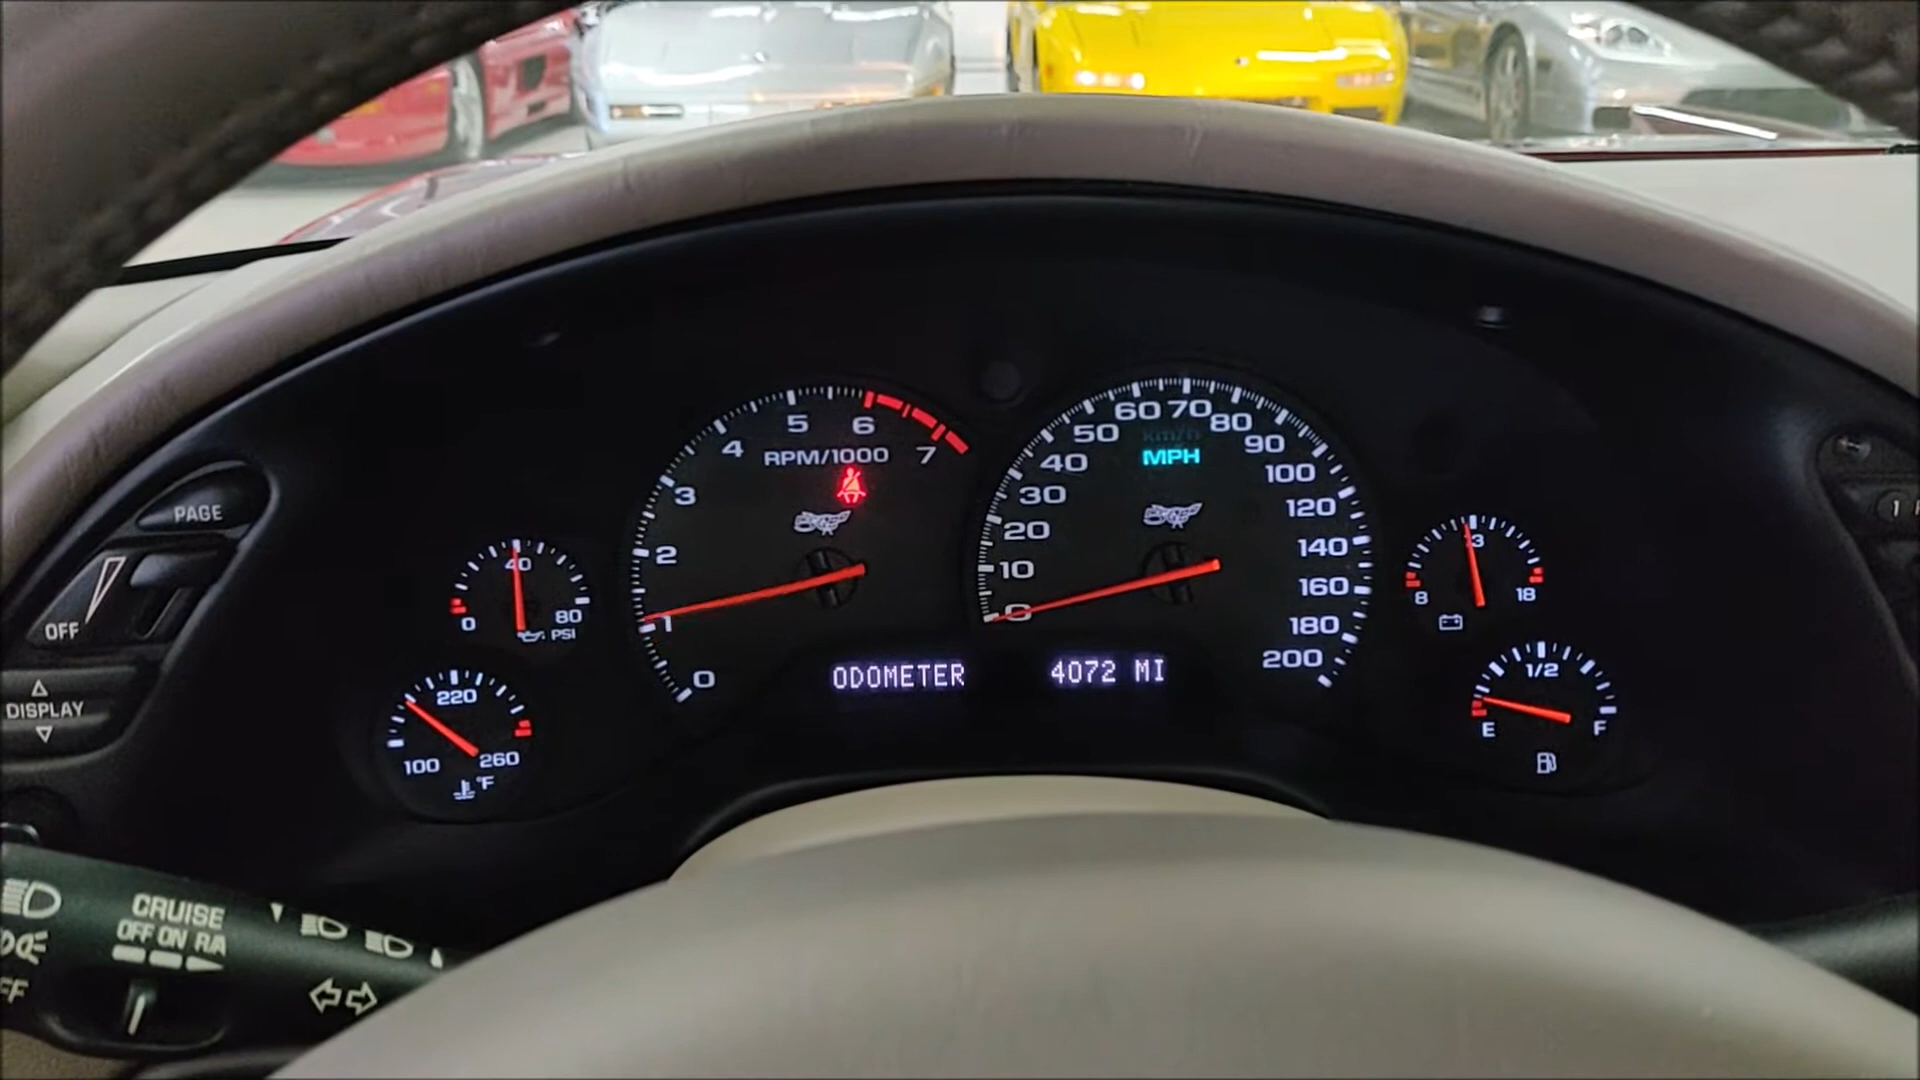 PAGE
OFF
DISPLAY
40
0
80
PSI
220
100
260
°F
5
4
6
3
7
RPM/1000
2
1
0
ODOMETER
4072 MI
60
70
50
80
40
90
km/h
MPH
30
100
20
120
10
140
0
160
180
200
8
18
1/2
E
F
CRUISE
OFF ON R/A